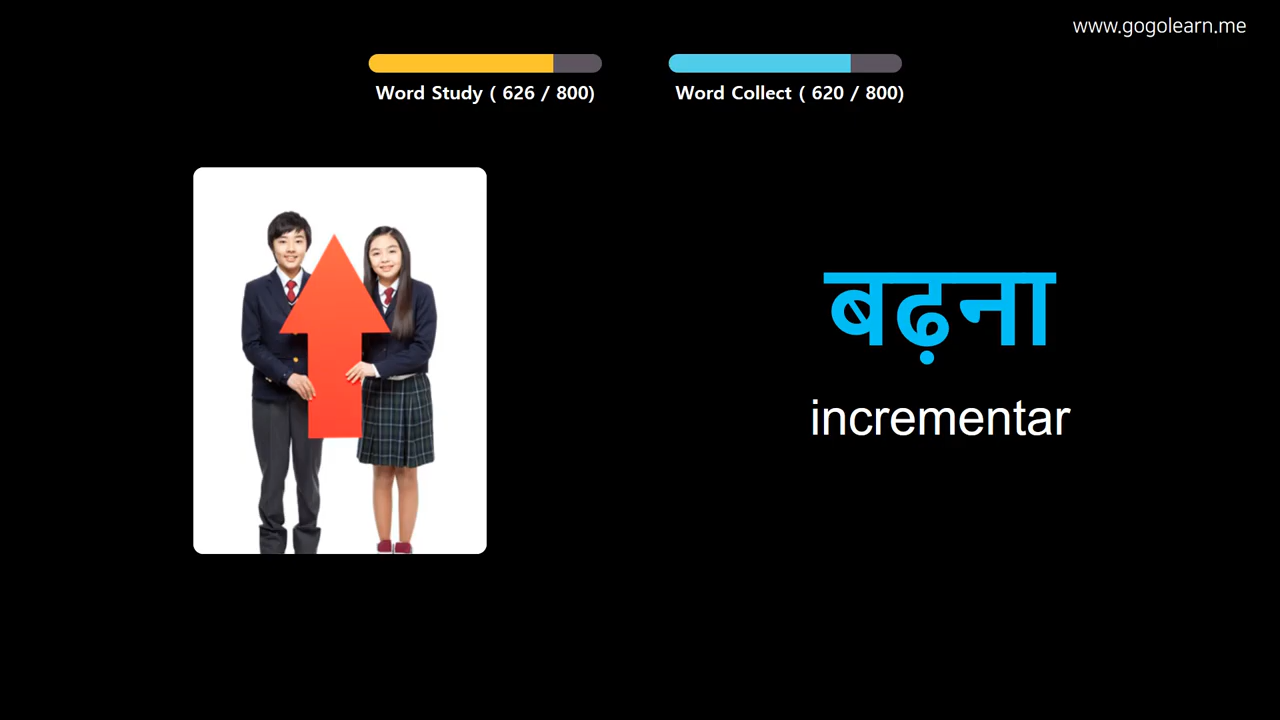 www.gogolearn.me
Word Study ( 626 / 800)
Word Collect ( 620 / 800)
बढ़ना
incrementar